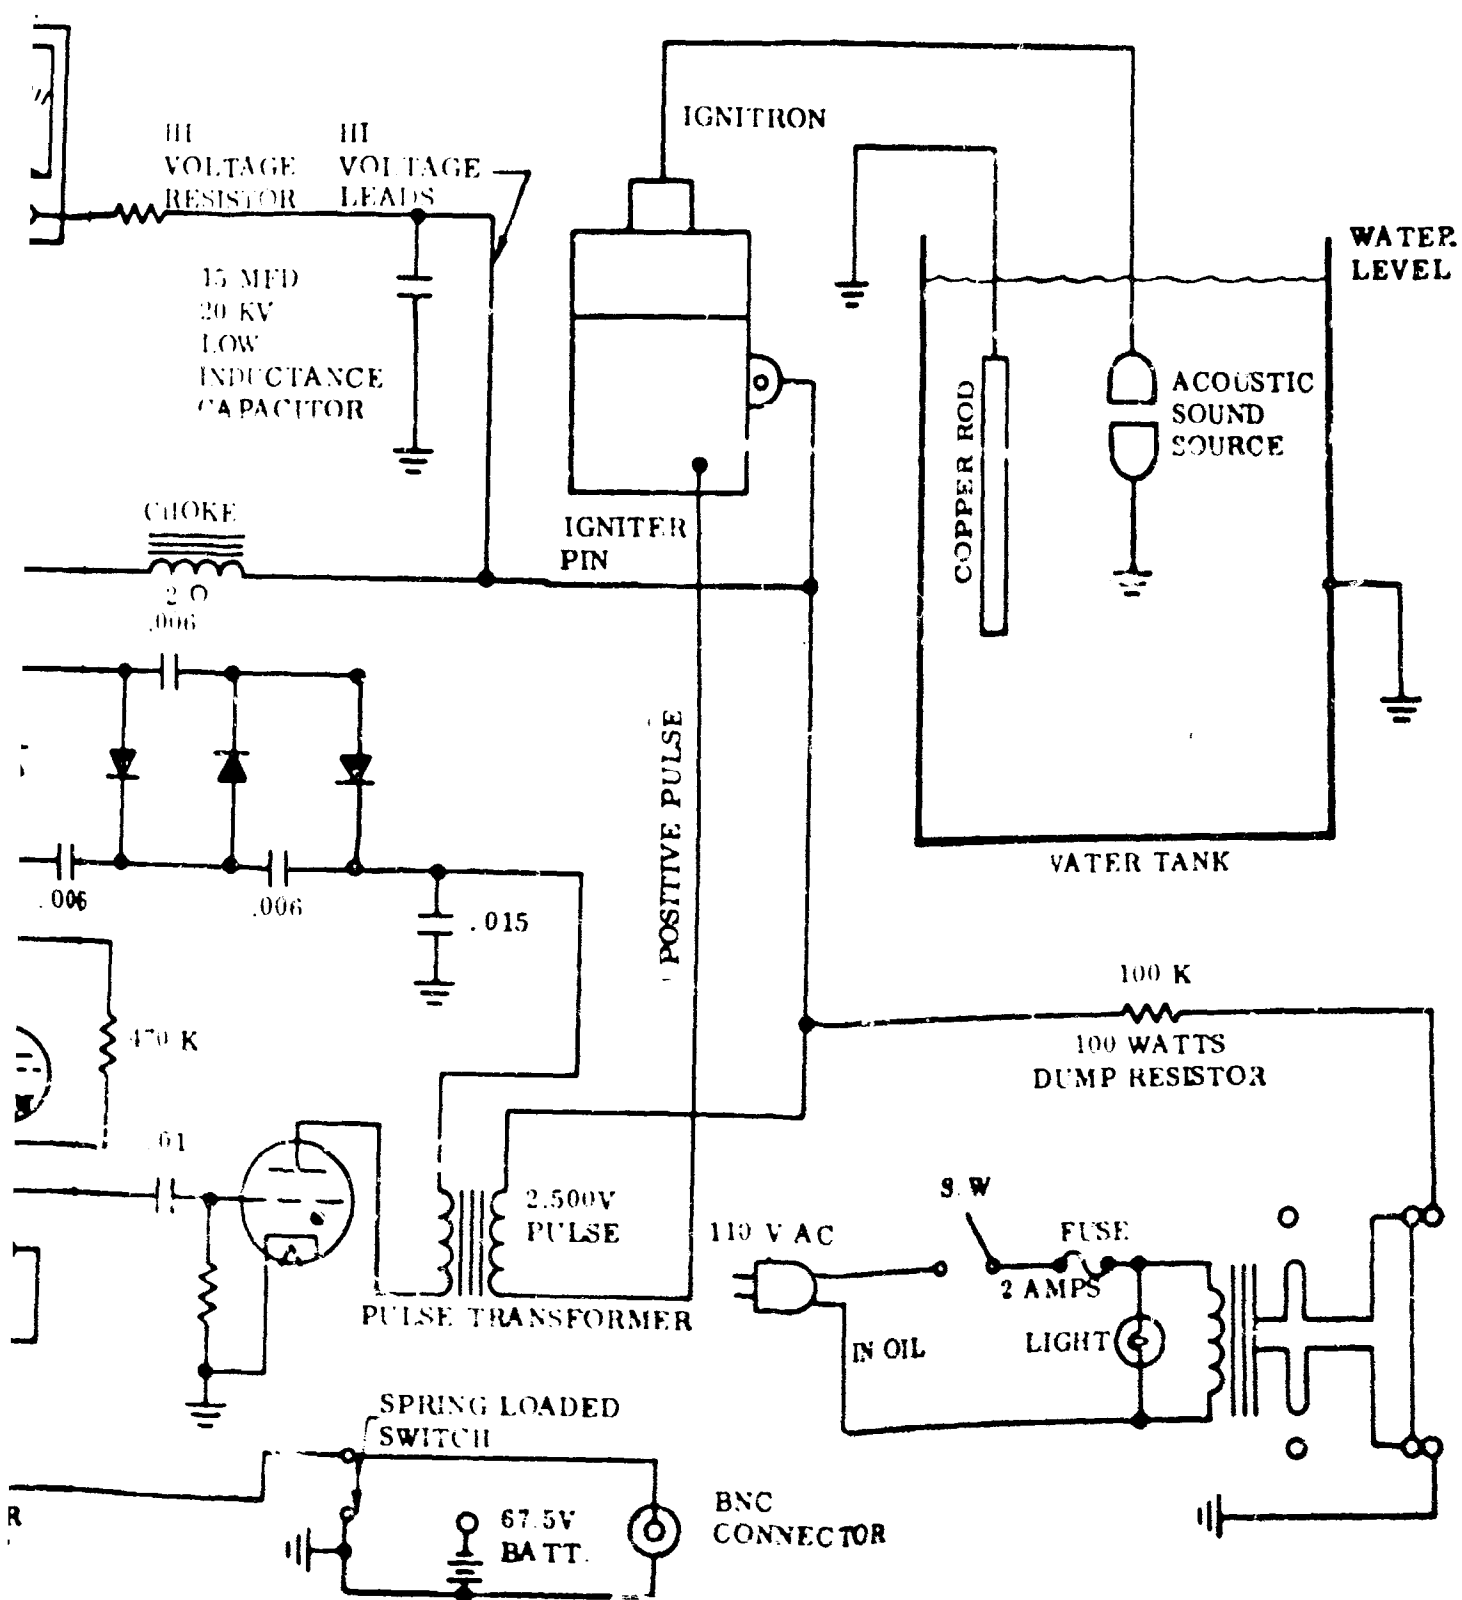 IGNITRON
HI
VOLTAGE
RESISTOR
HI
VOLTAGE
LEADS
15 MFD
20 KV
LOW
INDUCTANCE
CAPACITOR
WATER
LEVEL
ACOUSTIC
SOUND
SOURCE
COPPER ROD
IGNITER
PIN
CHOKE
2 Ω
.006
POSITIVE PULSE
WATER TANK
.006
.006
.015
470 K
100 K
100 WATTS
DUMP RESISTOR
.01
2.500V
PULSE
PULSE TRANSFORMER
110 V AC
S.W
FUSE
2 AMPS
LIGHT
IN OIL
SPRING LOADED
SWITCH
67.5V
BATT.
BNC
CONNECTOR
R